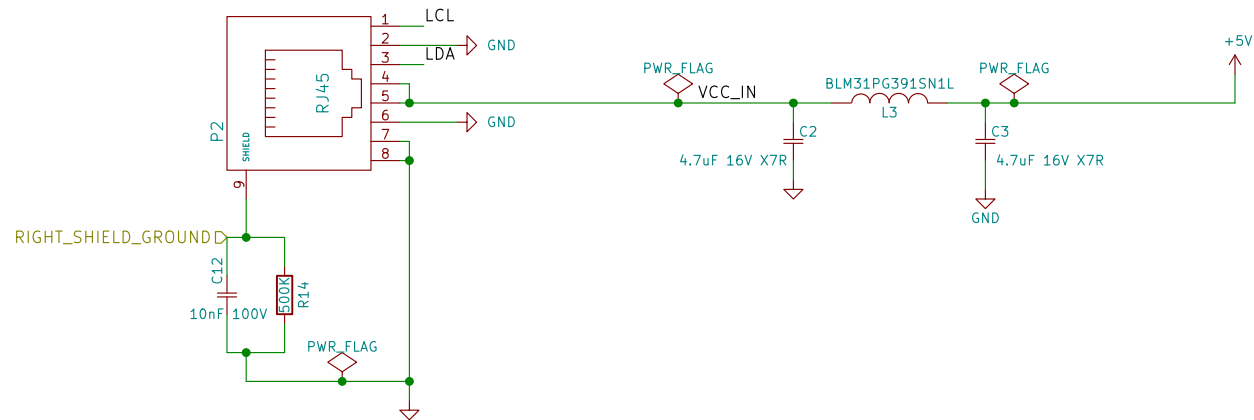 1
LCL
2
GND
3
LDA
4
5
6
GND
7
8
RJ45
P2
SHIELD
9
PWR_FLAG
VCC_IN
BLM31PG391SN1L
L3
PWR_FLAG
+5V
C2
4.7uF 16V X7R
C3
4.7uF 16V X7R
GND
RIGHT_SHIELD_GROUND
C12
10nF 100V
500K
R14
PWR_FLAG